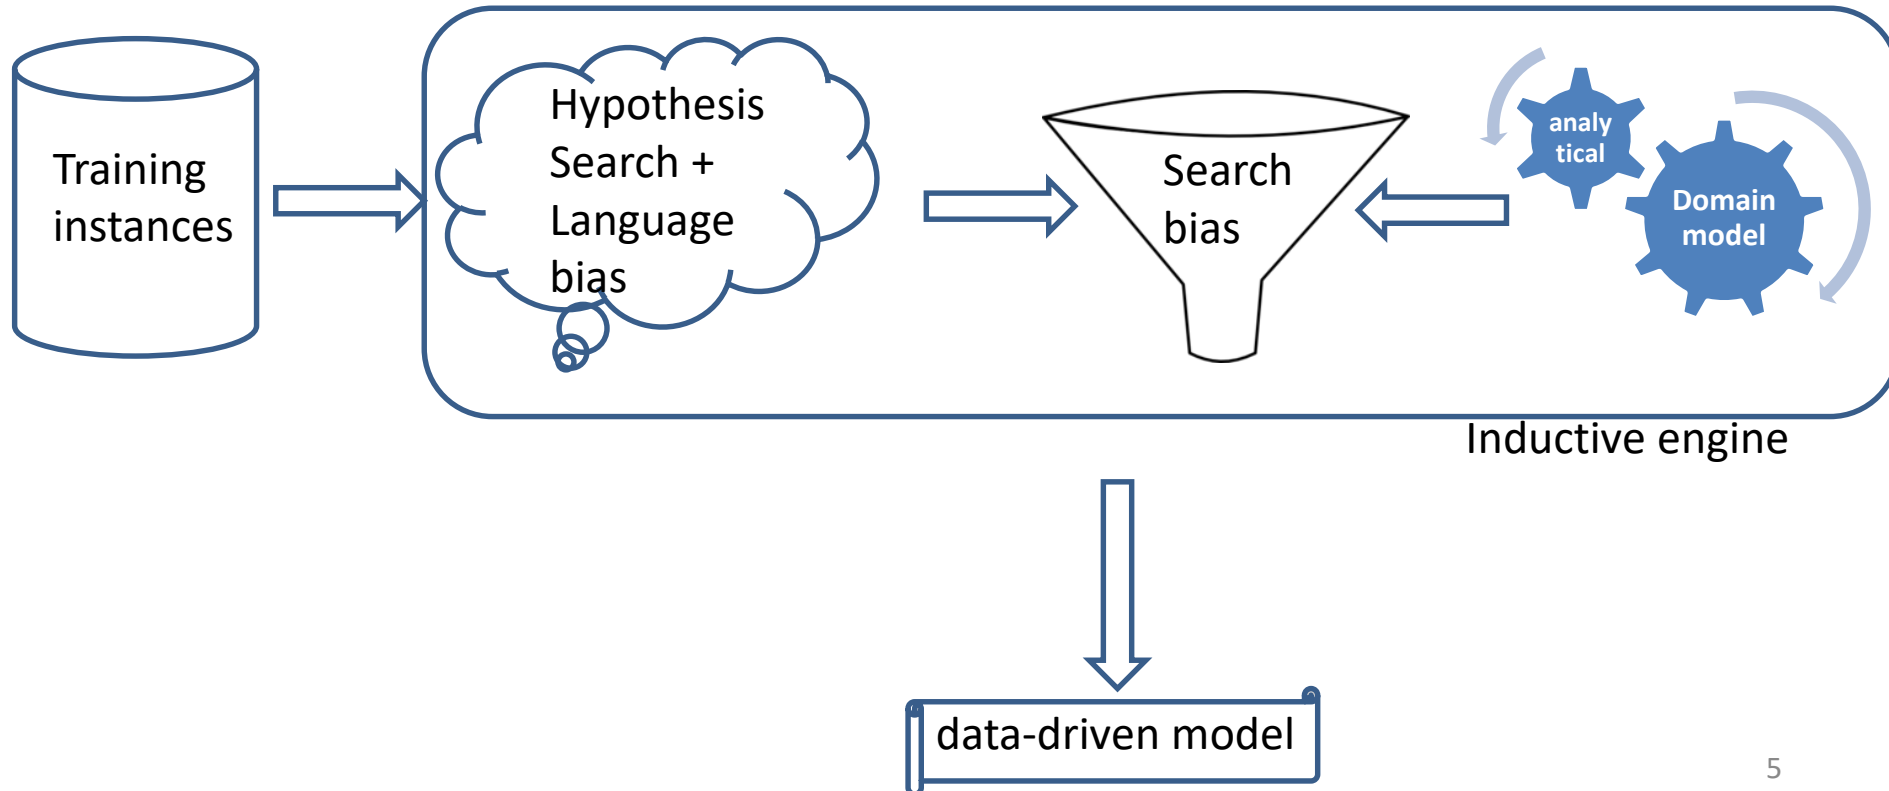 Training
instances
Hypothesis
Search +
Language
bias
Search
bias
analy
tical
Domain
model
Inductive engine
data-driven model
5